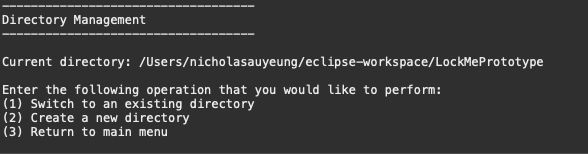 -----------------------------------
Directory Management
-----------------------------------
Current directory: /Users/nicholasauyeung/eclipse-workspace/LockMePrototype
Enter the following operation that you would like to perform:
(1) Switch to an existing directory
(2) Create a new directory
(3) Return to main menu